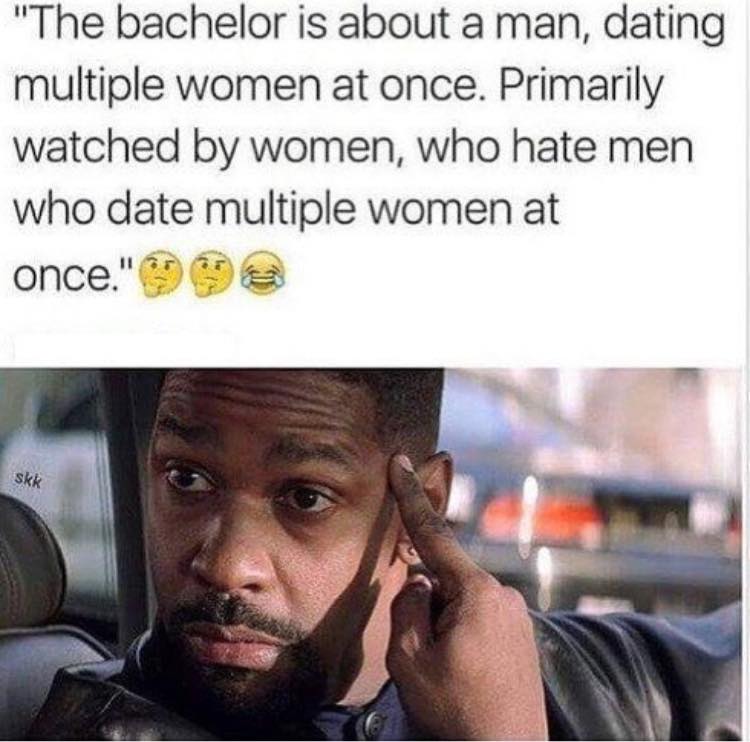 "The bachelor is about a man, dating
multiple women at once. Primarily
watched by women, who hate men
who date multiple women at
once."🤔🤔😂
skk